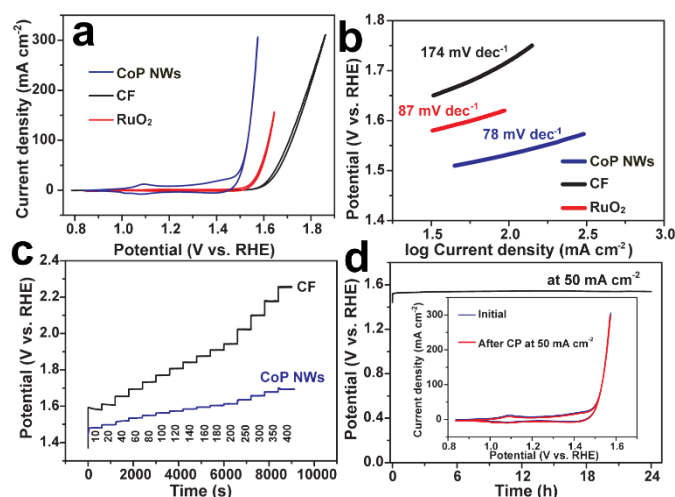 a
300
200
100
0
Current density (mA cm-2)
CoP NWs
CF
RuO2
0.8 1.0 1.2 1.4 1.6 1.8
Potential (V vs. RHE)
b
1.8
1.7
1.6
1.5
1.4
Potential (V vs. RHE)
174 mV dec-1
87 mV dec-1
78 mV dec-1
CoP NWs
CF
RuO2
1.0 1.5 2.0 2.5 3.0
log Current density (mA cm-2)
c
2.4
2.2
2.0
1.8
1.6
1.4
Potential (V vs. RHE)
CF
CoP NWs
10 20 40 60 80 100 120 140 160 180 200 250 300 350 400
0 2000 4000 6000 8000 10000
Time (s)
d
1.6
1.2
0.8
0.4
0.0
Potential (V vs. RHE)
at 50 mA cm-2
300
200
100
0
Current density (mA cm-2)
Initial
After CP at 50 mA cm-2
0.8 1.0 1.2 1.4 1.6
Potential (V vs. RHE)
0 6 12 18 24
Time (h)